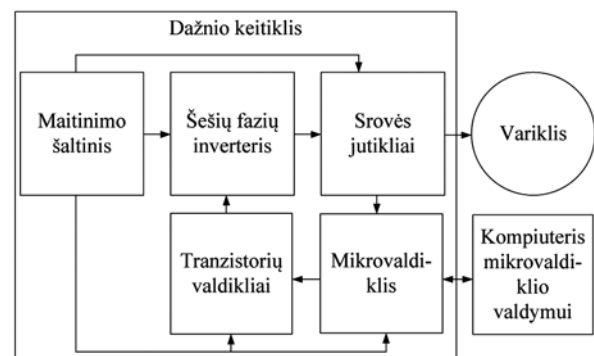 Dažnio keitiklis
Maitinimo
šaltinis
Šešių fazių
inverteris
Srovės
jutikliai
Variklis
Tranzistorių
valdikliai
Mikrovaldi-
klis
Kompiuteris
mikrovaldi-
klio
valdymui